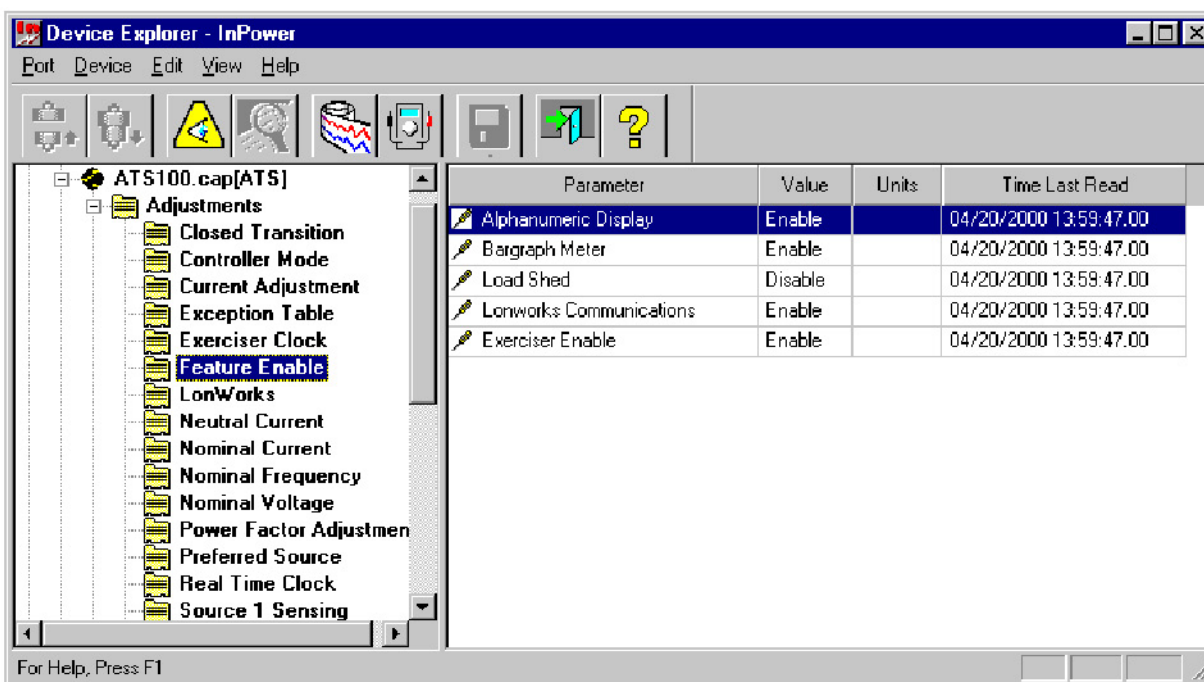 Device Explorer - InPower
Port Device Edit View Help
ATS100.cap[ATS]
Adjustments
Closed Transition
Controller Mode
Current Adjustment
Exception Table
Exerciser Clock
Feature Enable
LonWorks
Neutral Current
Nominal Current
Nominal Frequency
Nominal Voltage
Power Factor Adjustmen
Preferred Source
Real Time Clock
Source 1 Sensing
Parameter Value Units Time Last Read
Alphanumeric Display Enable 04/20/2000 13:59:47.00
Bargraph Meter Enable 04/20/2000 13:59:47.00
Load Shed Disable 04/20/2000 13:59:47.00
Lonworks Communications Enable 04/20/2000 13:59:47.00
Exerciser Enable Enable 04/20/2000 13:59:47.00
For Help, Press F1